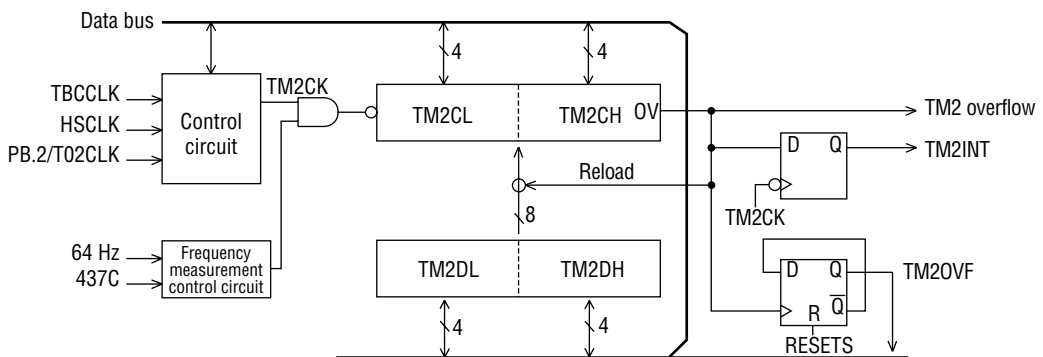 Data bus
4
4
TM2CK
TBCCLK
HSCLK
PB.2/T02CLK
Control
circuit
TM2CL
TM2CH
OV
TM2 overflow
D
Q
TM2INT
Reload
TM2CK
8
64 Hz
437C
Frequency
measurement
control circuit
TM2DL
TM2DH
D
Q
TM2OVF
Q
R
RESETS
4
4